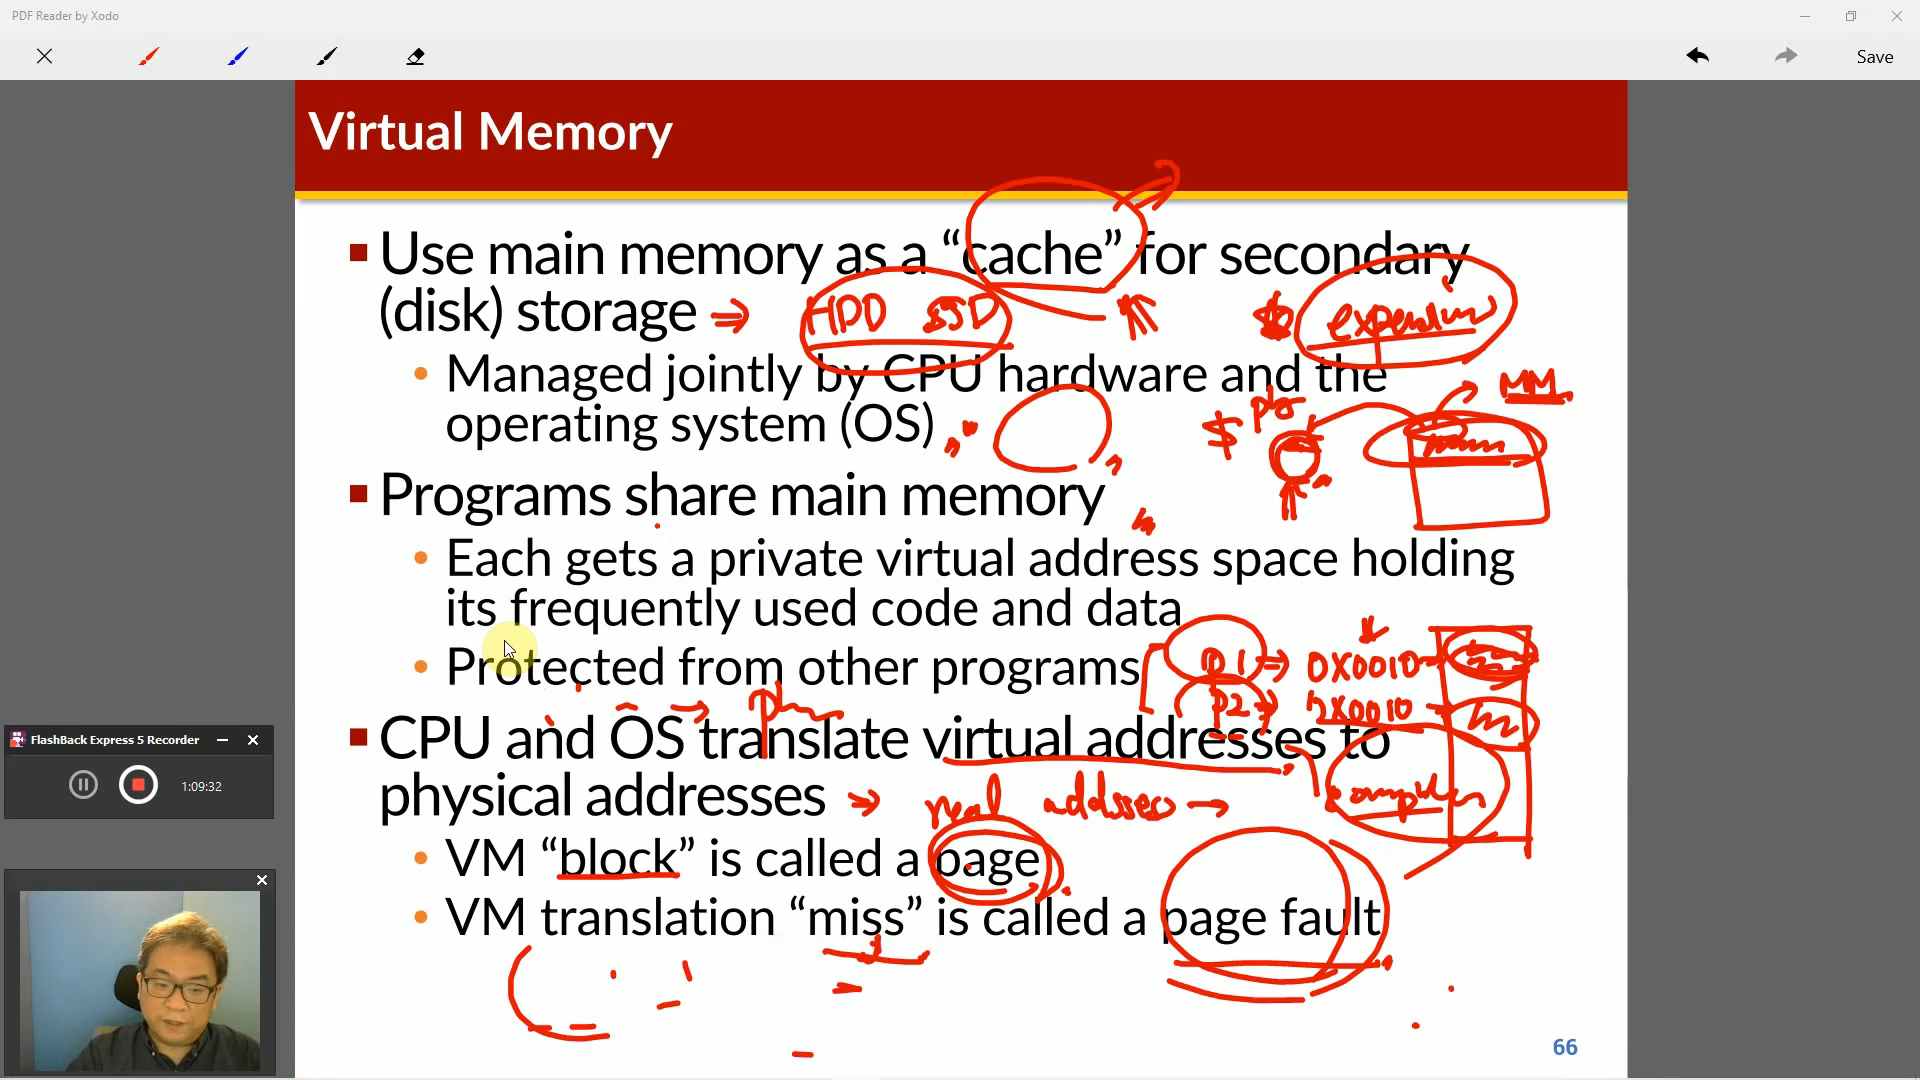 PDF Reader by Xodo
Save
Virtual Memory
Use main memory as a “cache” for secondary
(disk) storage ⇒ HDD SSD $ expensive
Managed jointly by CPU hardware and the
operating system (OS)
MM
$
Programs share main memory
Each gets a private virtual address space holding
its frequently used code and data
Protected from other programs
P1 ⇒ 0X0010
P2 0X0010
CPU and OS translate virtual addresses to
physical addresses → real address → compiler
VM “block” is called a page
VM translation “miss” is called a page fault
66
FlashBack Express 5 Recorder
1:09:32